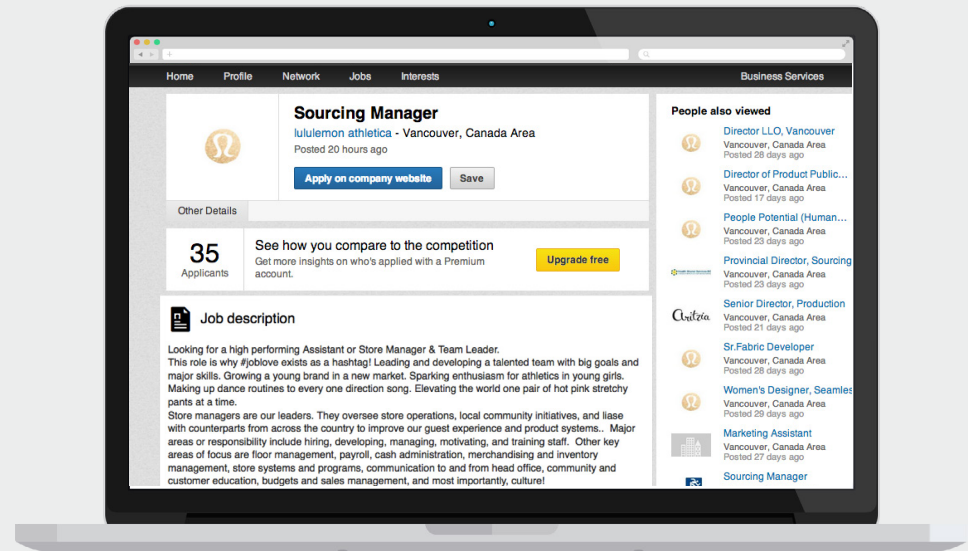 Home Profile Network Jobs Interests Business Services
Sourcing Manager
lululemon athletica - Vancouver, Canada Area
Posted 20 hours ago
Apply on company website Save
Other Details
35
Applicants
See how you compare to the competition
Get more insights on who's applied with a Premium
account.
Upgrade free
Job description
Looking for a high performing Assistant or Store Manager & Team Leader.
This role is why #joblove exists as a hashtag! Leading and developing a talented team with big goals and
major skills. Growing a young brand in a new market. Sparking enthusiasm for athletics in young girls.
Making up dance routines to every one direction song. Elevating the world one pair of hot pink stretchy
pants at a time.
Store managers are our leaders. They oversee store operations, local community initiatives, and liase
with counterparts from across the country to improve our guest experience and product systems.. Major
areas or responsibility include hiring, developing, managing, motivating, and training staff. Other key
areas of focus are floor management, payroll, cash administration, merchandising and inventory
management, store systems and programs, communication to and from head office, community and
customer education, budgets and sales management, and most importantly, culture!
People also viewed
Director LLO, Vancouver
Vancouver, Canada Area
Posted 28 days ago
Director of Product Public...
Vancouver, Canada Area
Posted 17 days ago
People Potential (Human...
Vancouver, Canada Area
Posted 23 days ago
Provincial Director, Sourcing
Vancouver, Canada Area
Posted 23 days ago
Aritzia
Senior Director, Production
Vancouver, Canada Area
Posted 21 days ago
Sr.Fabric Developer
Vancouver, Canada Area
Posted 28 days ago
Women's Designer, Seamles
Vancouver, Canada Area
Posted 29 days ago
Marketing Assistant
Vancouver, Canada Area
Posted 27 days ago
Sourcing Manager